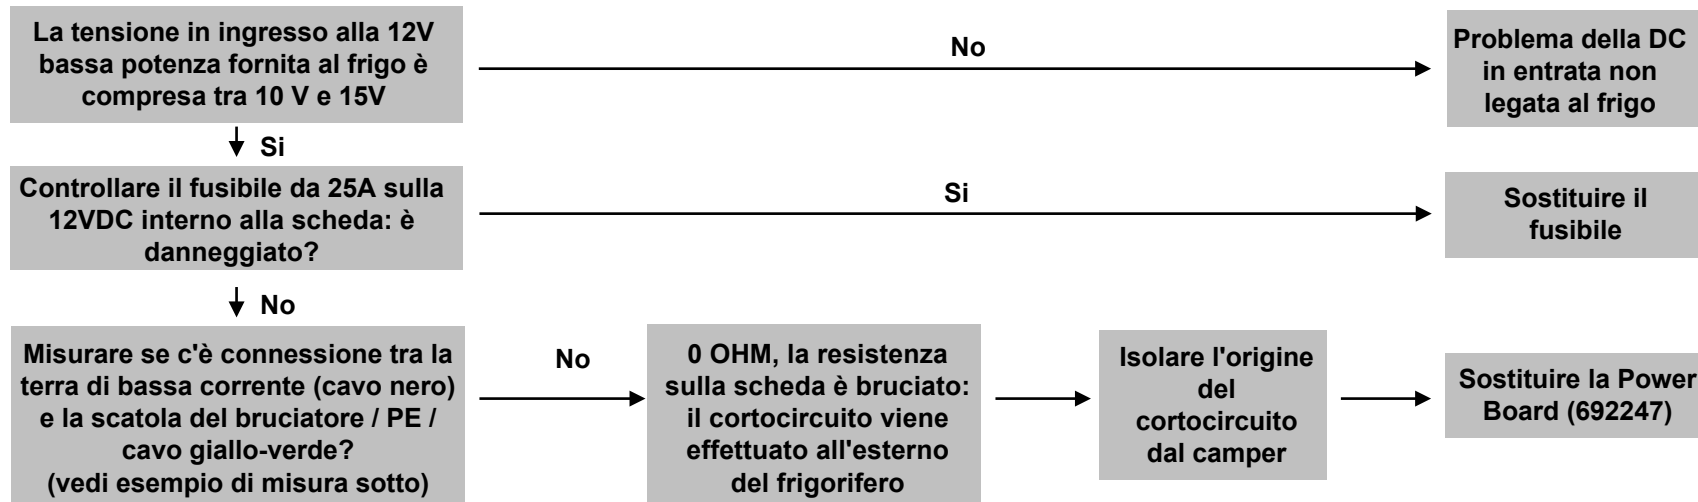 La tensione in ingresso alla 12V
bassa potenza fornita al frigo è
compresa tra 10 V e 15V
No
Problema della DC
in entrata non
legata al frigo
Si
Controllare il fusibile da 25A sulla
12VDC interno alla scheda: è
danneggiato?
Si
Sostituire il
fusibile
No
Misurare se c'è connessione tra la
terra di bassa corrente (cavo nero)
e la scatola del bruciatore / PE /
cavo giallo-verde?
(vedi esempio di misura sotto)
No
0 OHM, la resistenza
sulla scheda è bruciato:
il cortocircuito viene
effettuato all'esterno
del frigorifero
Isolare l'origine
del
cortocircuito
dal camper
Sostituire la Power
Board (692247)